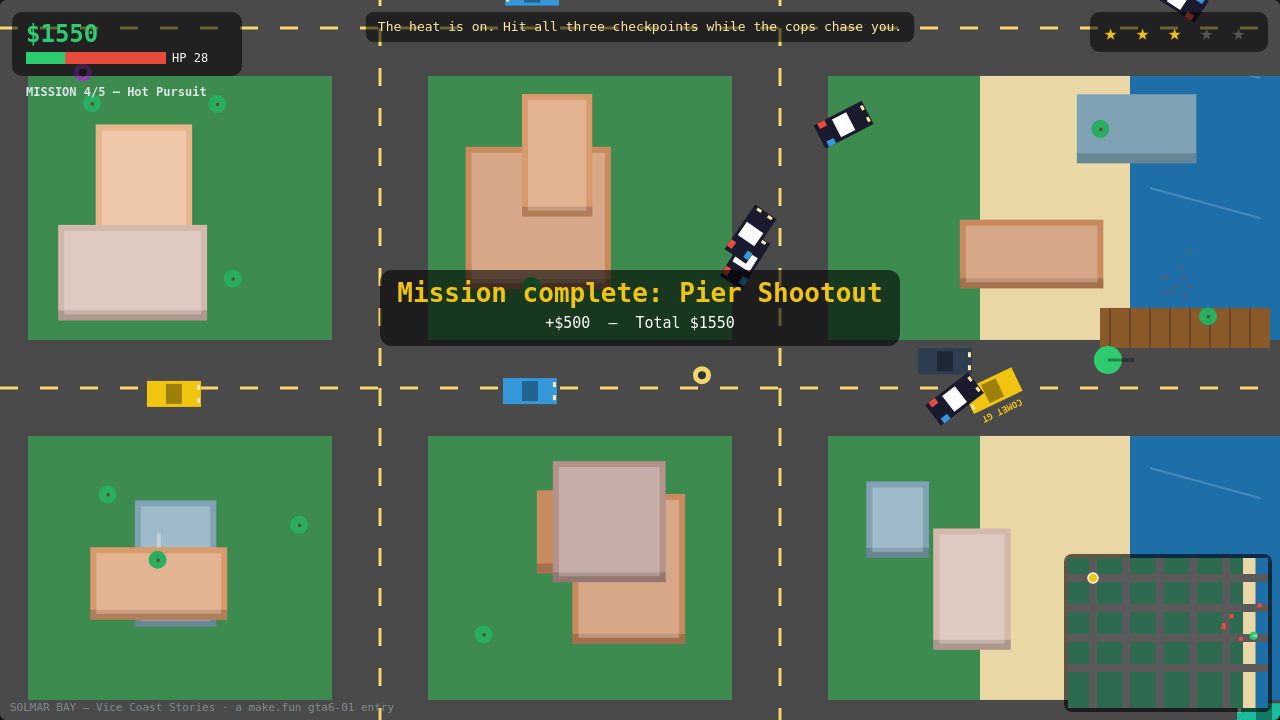 $1550
HP 28
MISSION 4/5 — Hot Pursuit
The heat is on. Hit all three checkpoints while the cops chase you.
★ ★ ★ ★ ★
Mission complete: Pier Shootout
+$500 — Total $1550
COMET GT
SOLMAR BAY — Vice Coast Stories · a make.fun gta6-01 entry